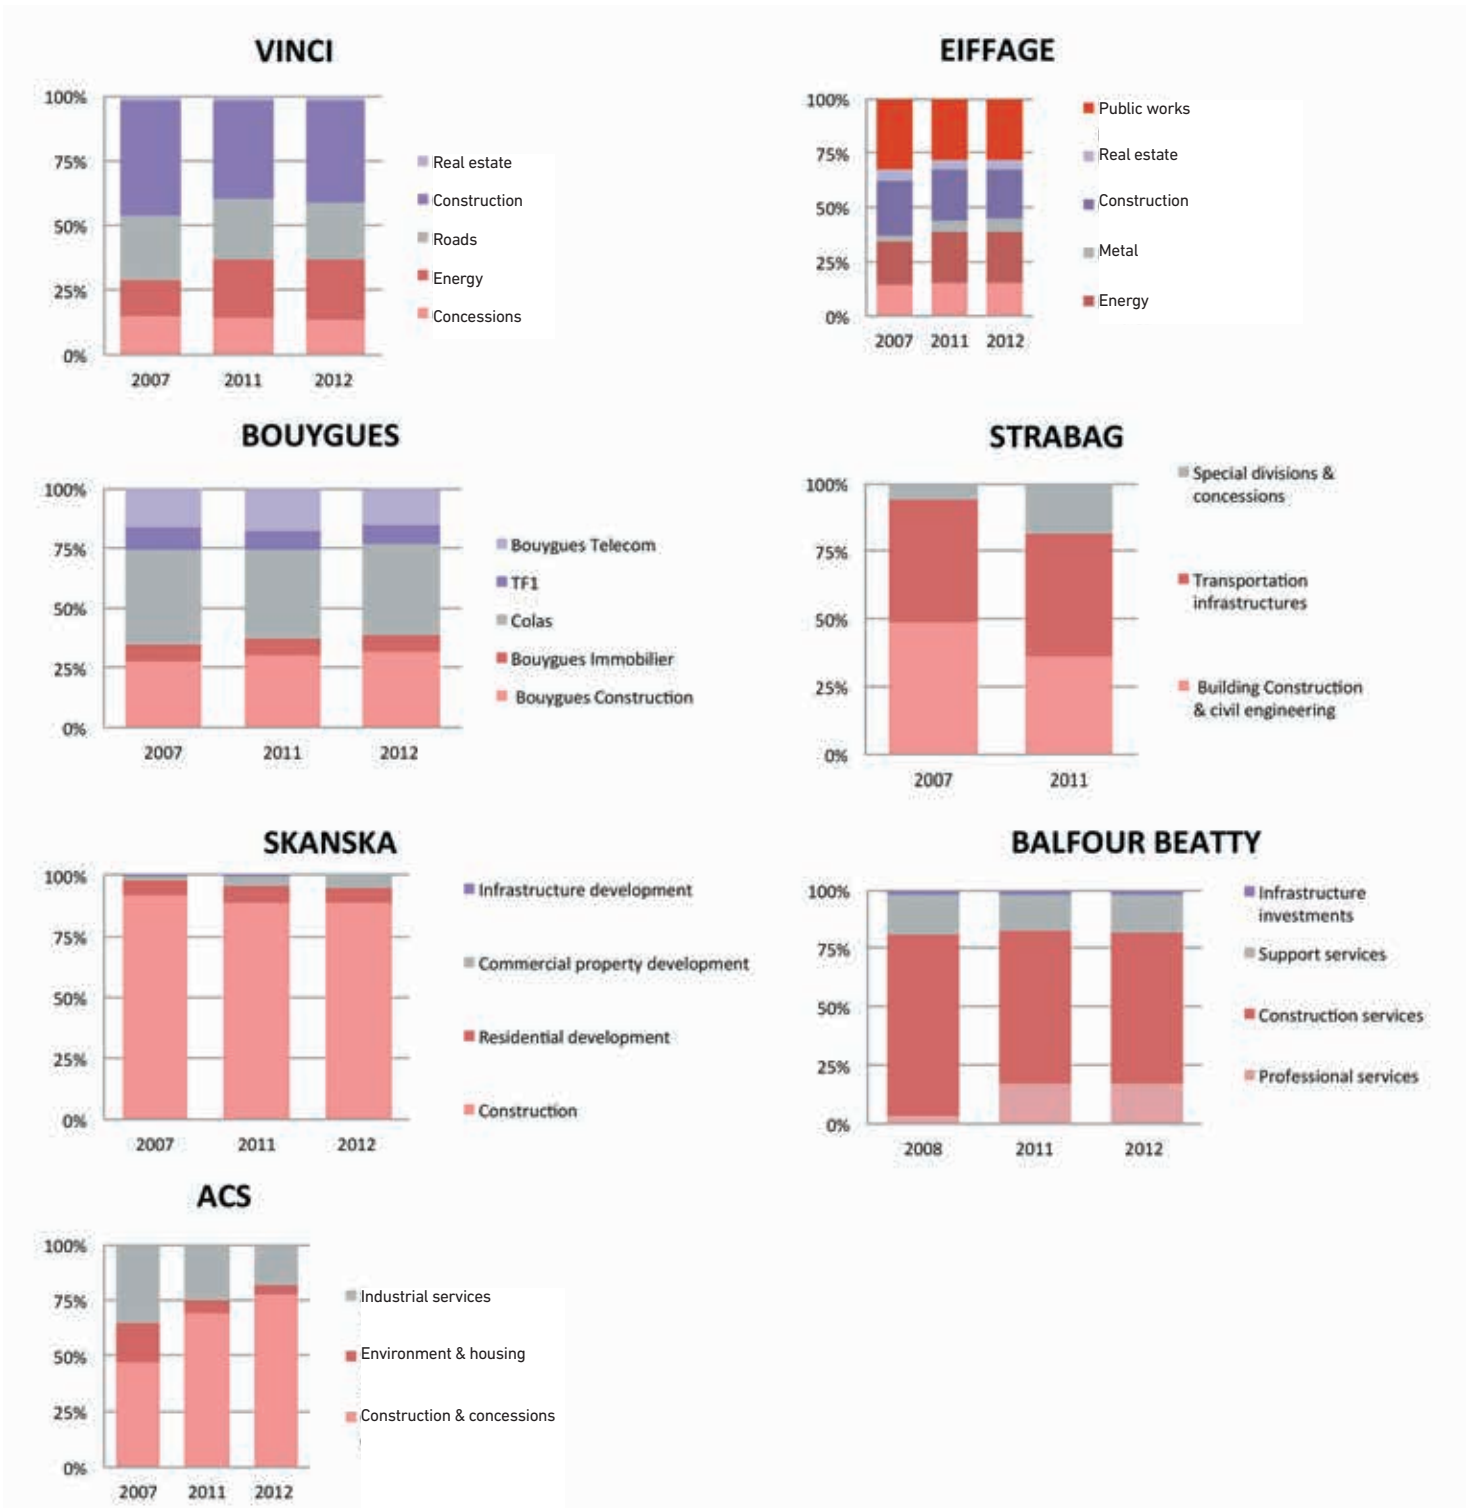 VINCI
100%
75%
50%
25%
0%
2007 2011 2012
Real estate
Construction
Roads
Energy
Concessions
EIFFAGE
100%
75%
50%
25%
0%
2007 2011 2012
Public works
Real estate
Construction
Metal
Energy
BOUYGUES
100%
75%
50%
25%
0%
2007 2011 2012
Bouygues Telecom
TF1
Colas
Bouygues Immobilier
Bouygues Construction
STRABAG
100%
75%
50%
25%
0%
2007 2011
Special divisions &
concessions
Transportation
infrastructures
Building Construction
& civil engineering
SKANSKA
100%
75%
50%
25%
0%
2007 2011 2012
Infrastructure development
Commercial property development
Residential development
Construction
BALFOUR BEATTY
100%
75%
50%
25%
0%
2008 2011 2012
Infrastructure
investments
Support services
Construction services
Professional services
ACS
100%
75%
50%
25%
0%
2007 2011 2012
Industrial services
Environment & housing
Construction & concessions